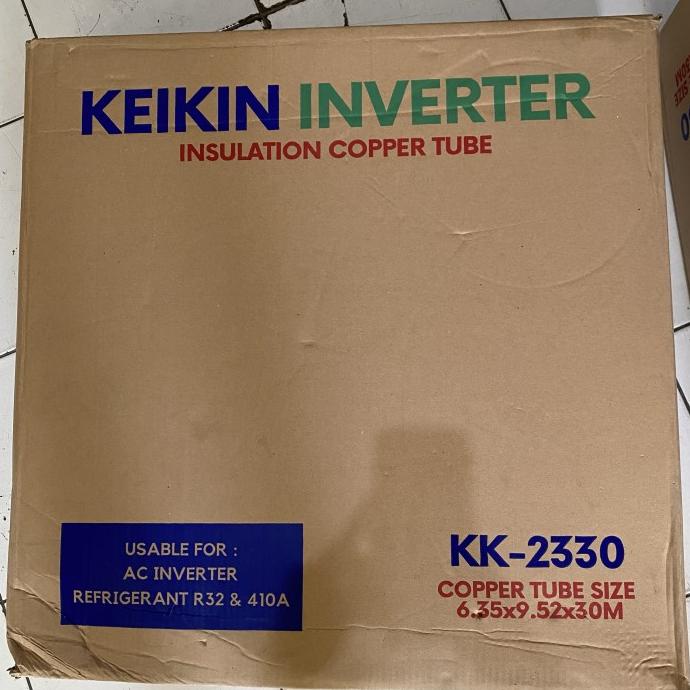 KEIKIN INVERTER
INSULATION COPPER TUBE
USABLE FOR :
AC INVERTER
REFRIGERANT R32 & 410A
KK-2330
COPPER TUBE SIZE
6.35x9.52x30M
SIZE